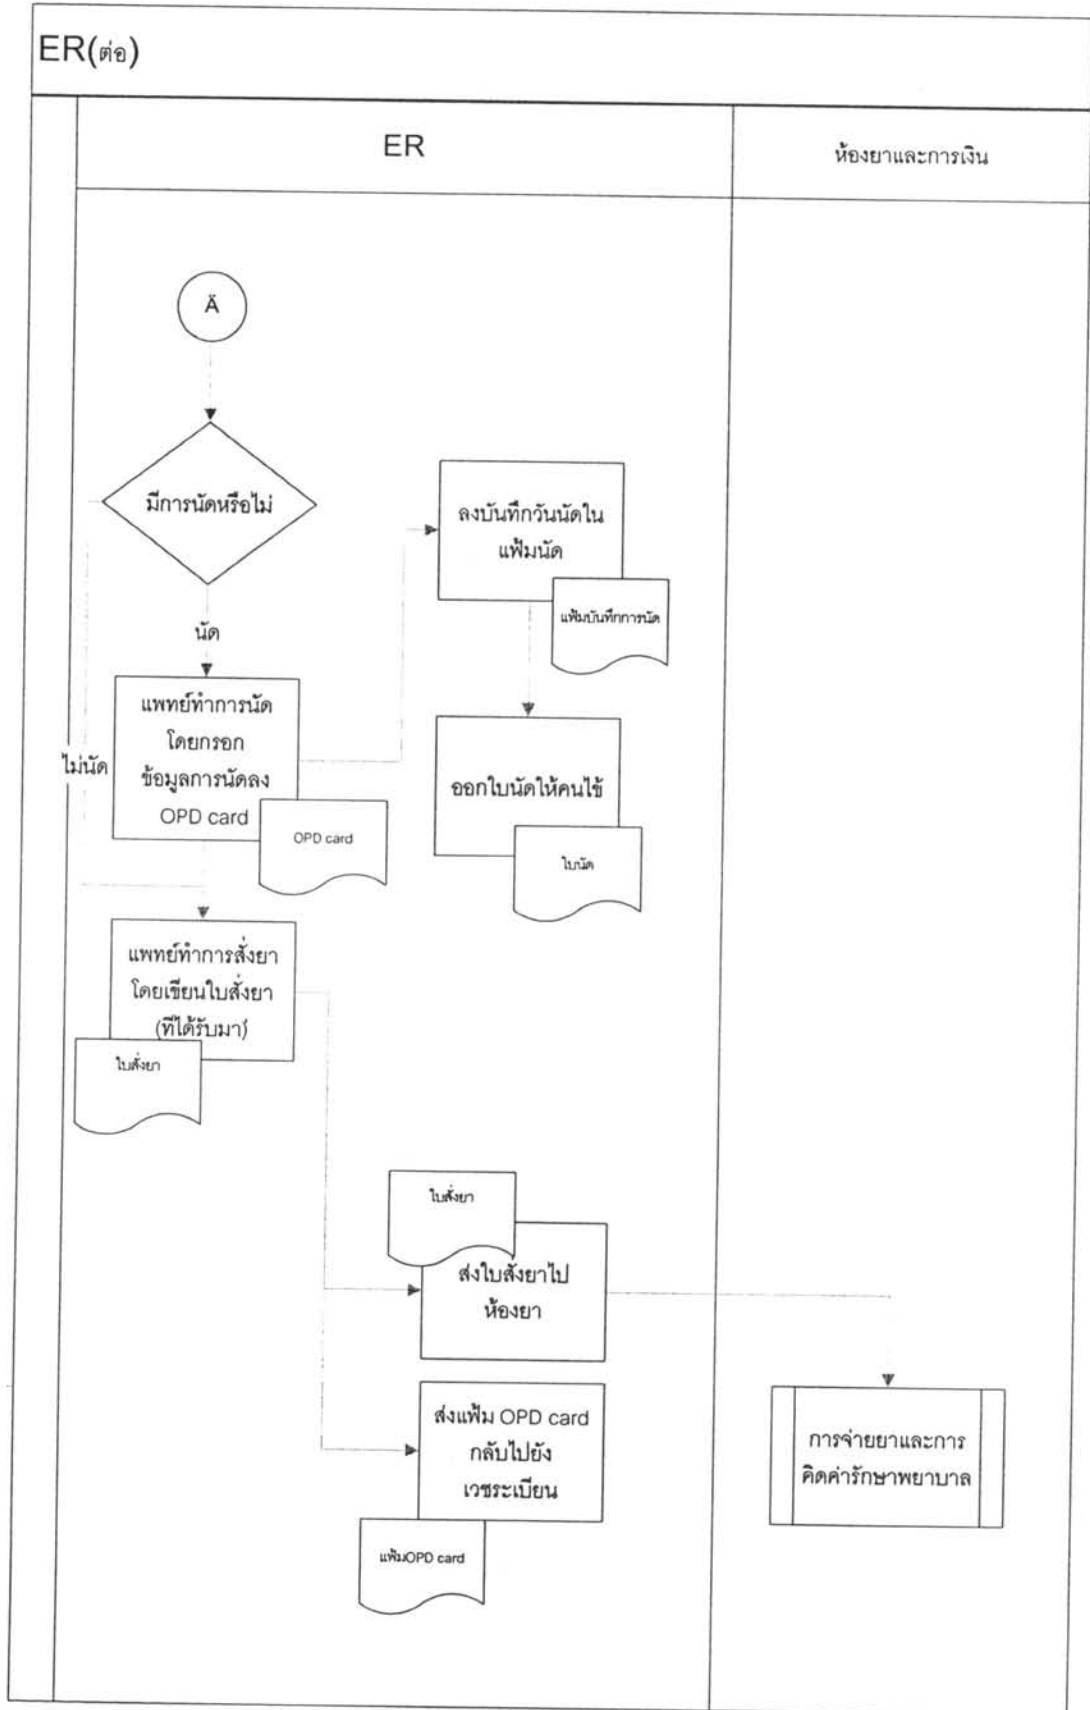 ER(ต่อ)
ER
ห้องยาและการเงิน
Ä
มีการนัดหรือไม่
นัด
ไม่นัด
แพทย์ทำการนัด
โดยกรอก
ข้อมูลการนัดลง
OPD card
OPD card
ลงบันทึกวันนัดใน
แฟ้มนัด
แฟ้มบันทึกการนัด
ออกใบนัดให้คนไข้
ใบนัด
แพทย์ทำการสั่งยา
โดยเขียนใบสั่งยา
(ที่ได้รับมา)
ใบสั่งยา
ใบสั่งยา
ส่งใบสั่งยาไป
ห้องยา
ส่งแฟ้ม OPD card
กลับไปยัง
เวชระเบียน
แฟ้มOPD card
การจ่ายยาและการ
คิดค่ารักษาพยาบาล